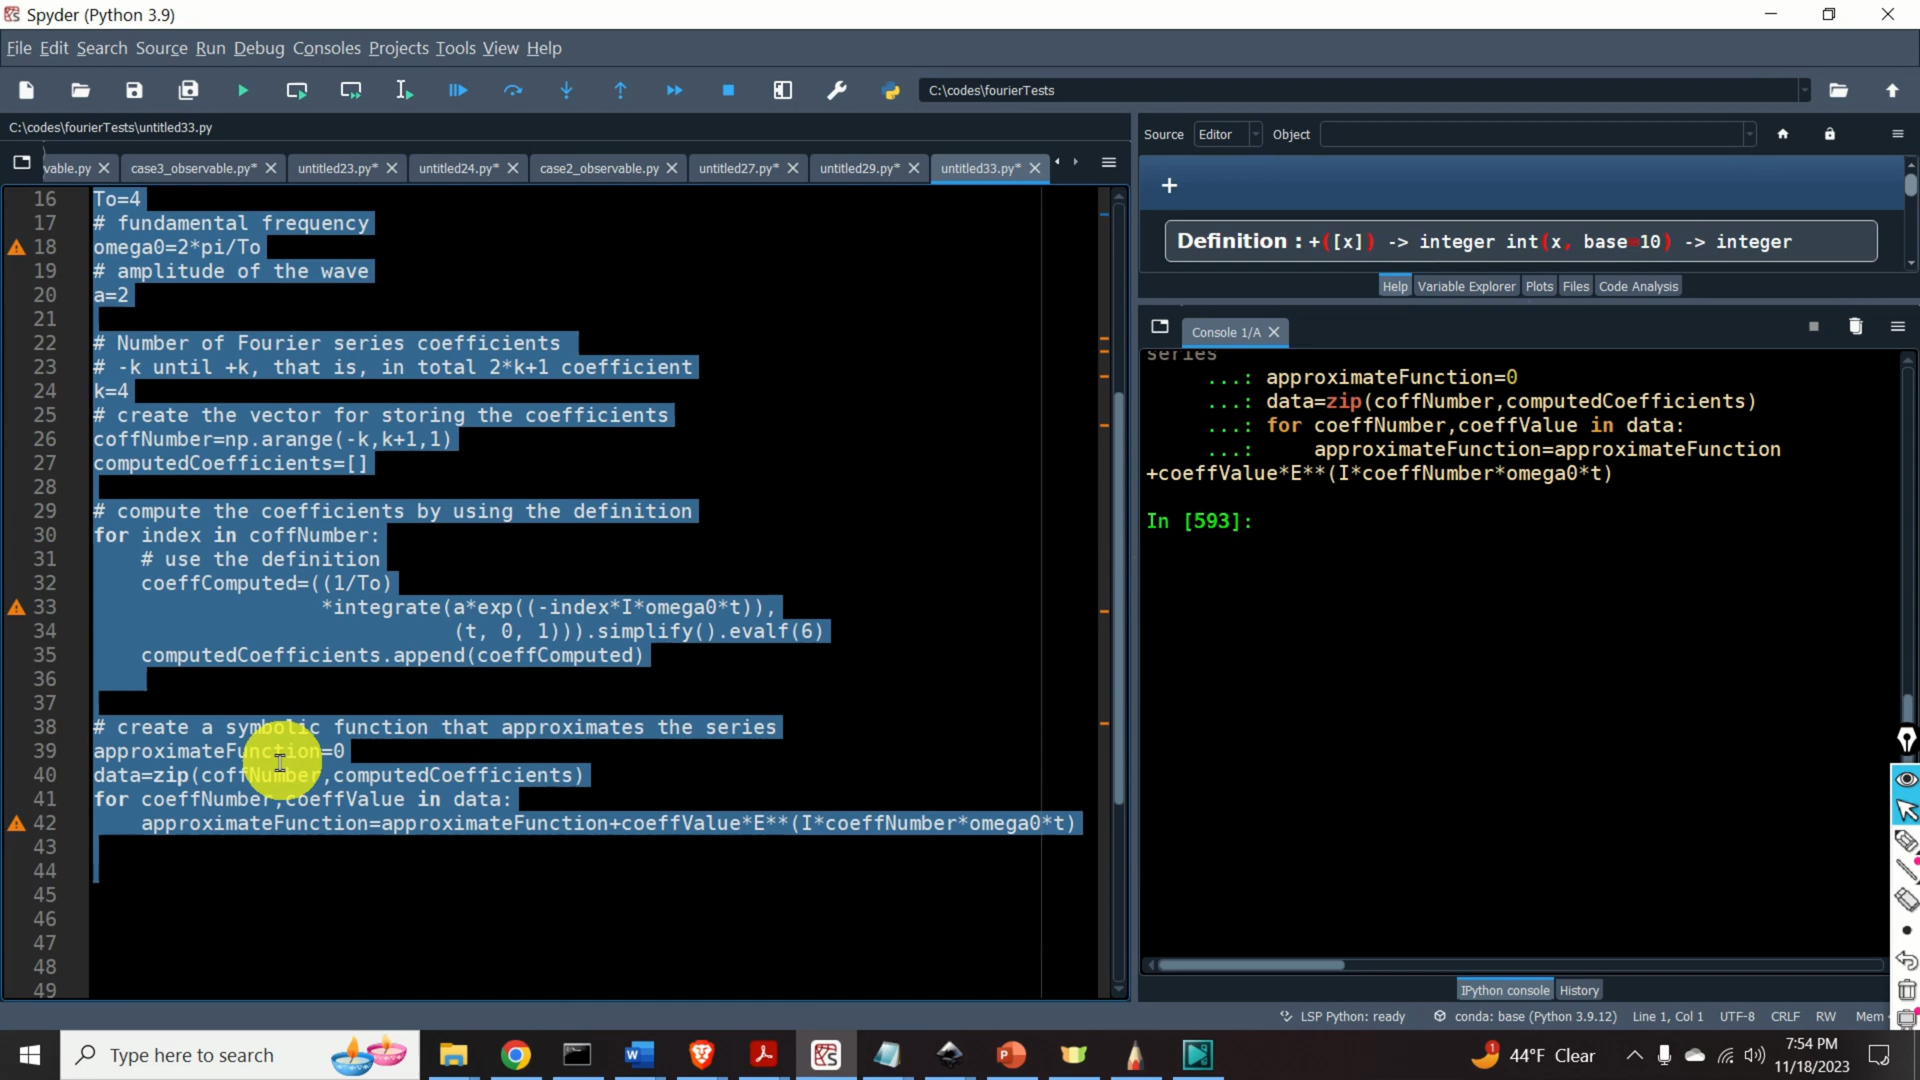 Spyder (Python 3.9)
File Edit Search Source Run Debug Consoles Projects Tools View Help
C:\codes\fourierTests
C:\codes\fourierTests\untitled33.py
vable.py case3_observable.py* untitled23.py* untitled24.py* case2_observable.py untitled27.py* untitled29.py* untitled33.py*
16 To=4
17 # fundamental frequency
18 omega0=2*pi/To
19 # amplitude of the wave
20 a=2
21
22 # Number of Fourier series coefficients
23 # -k until +k, that is, in total 2*k+1 coefficient
24 k=4
25 # create the vector for storing the coefficients
26 coffNumber=np.arange(-k,k+1,1)
27 computedCoefficients=[]
28
29 # compute the coefficients by using the definition
30 for index in coffNumber:
31 # use the definition
32 coeffComputed=((1/To)
33 *integrate(a*exp((-index*I*omega0*t)),
34 (t, 0, 1))).simplify().evalf(6)
35 computedCoefficients.append(coeffComputed)
36
37
38 # create a symbolic function that approximates the series
39 approximateFunction=0
40 data=zip(coffNumber,computedCoefficients)
41 for coeffNumber,coeffValue in data:
42 approximateFunction=approximateFunction+coeffValue*E**(I*coeffNumber*omega0*t)
43
44
45
46
47
48
49
Source Editor Object
+
Definition : +([x]) -> integer int(x, base=10) -> integer
Help Variable Explorer Plots Files Code Analysis
Console 1/A
series
...: approximateFunction=0
...: data=zip(coffNumber,computedCoefficients)
...: for coeffNumber,coeffValue in data:
...: approximateFunction=approximateFunction
+coeffValue*E**(I*coeffNumber*omega0*t)
In [593]:
IPython console History
LSP Python: ready conda: base (Python 3.9.12) Line 1, Col 1 UTF-8 CRLF RW Mem
Type here to search
1 44°F Clear
7:54 PM
11/18/2023